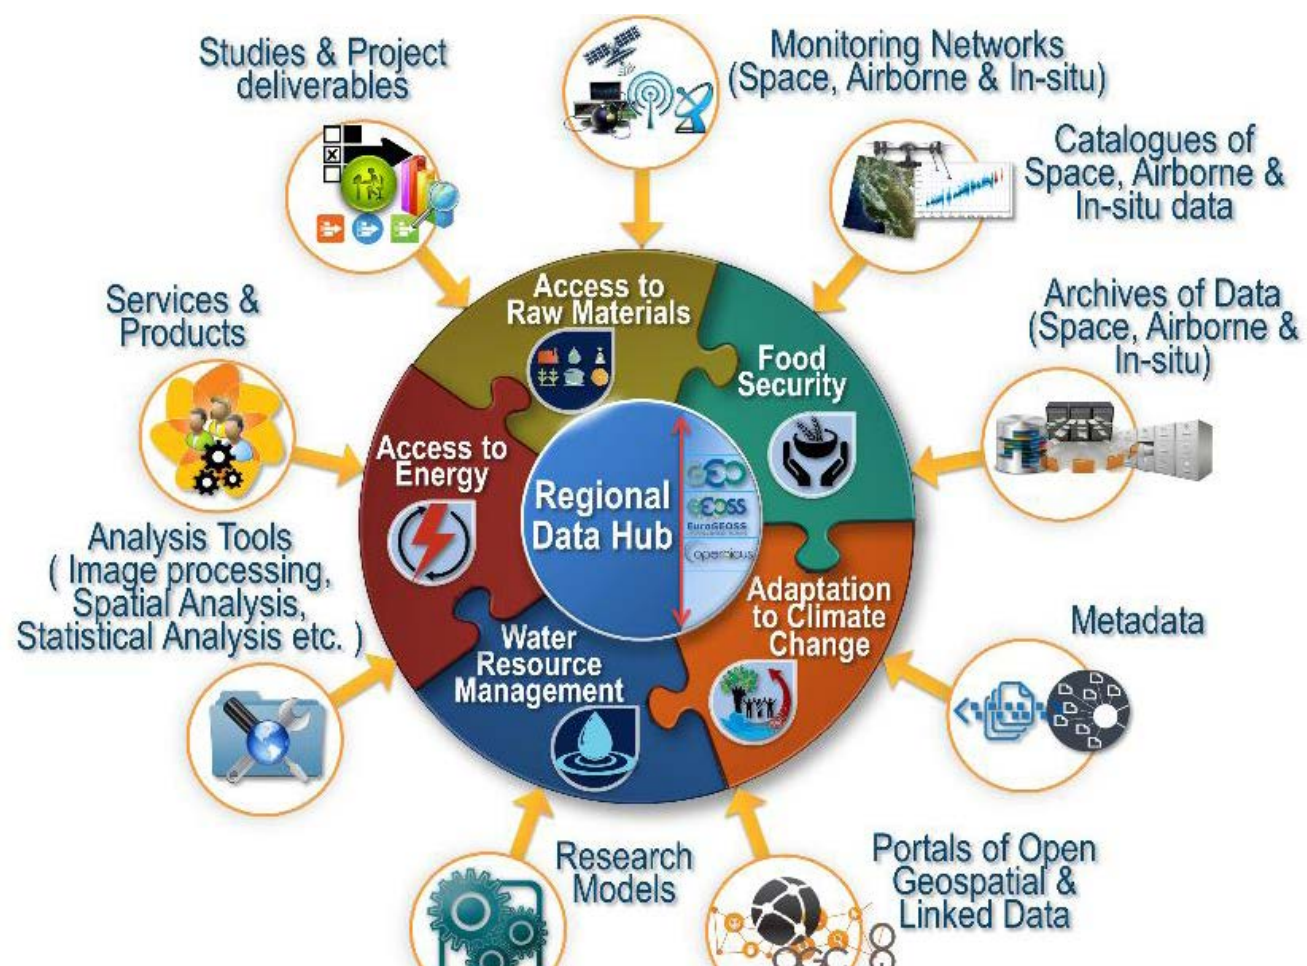 Studies & Project
deliverables
Monitoring Networks
(Space, Airborne & In-situ)
Catalogues of
Space, Airborne &
In-situ data
Services &
Products
Archives of Data
(Space, Airborne &
In-situ)
Analysis Tools
( Image processing,
Spatial Analysis,
Statistical Analysis etc. )
Metadata
Research
Models
Portals of Open
Geospatial &
Linked Data
Access to
Raw Materials
Food
Security
Access to
Energy
Adaptation
to Climate
Change
Water
Resource
Management
Regional
Data Hub
GEO
GEOSS
EuroGEOSS
opernicus